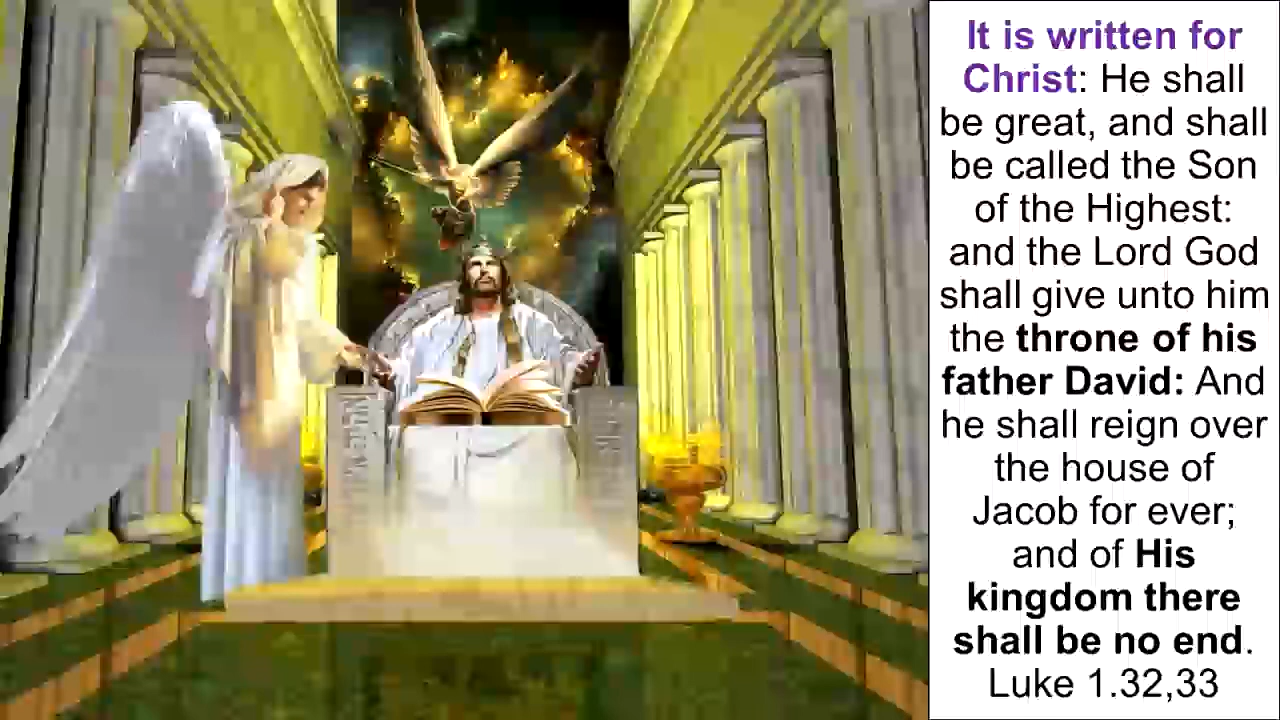 It is written for
Christ: He shall
be great, and shall
be called the Son
of the Highest:
and the Lord God
shall give unto him
the throne of his
father David: And
he shall reign over
the house of
Jacob for ever;
and of His
kingdom there
shall be no end.
Luke 1.32,33